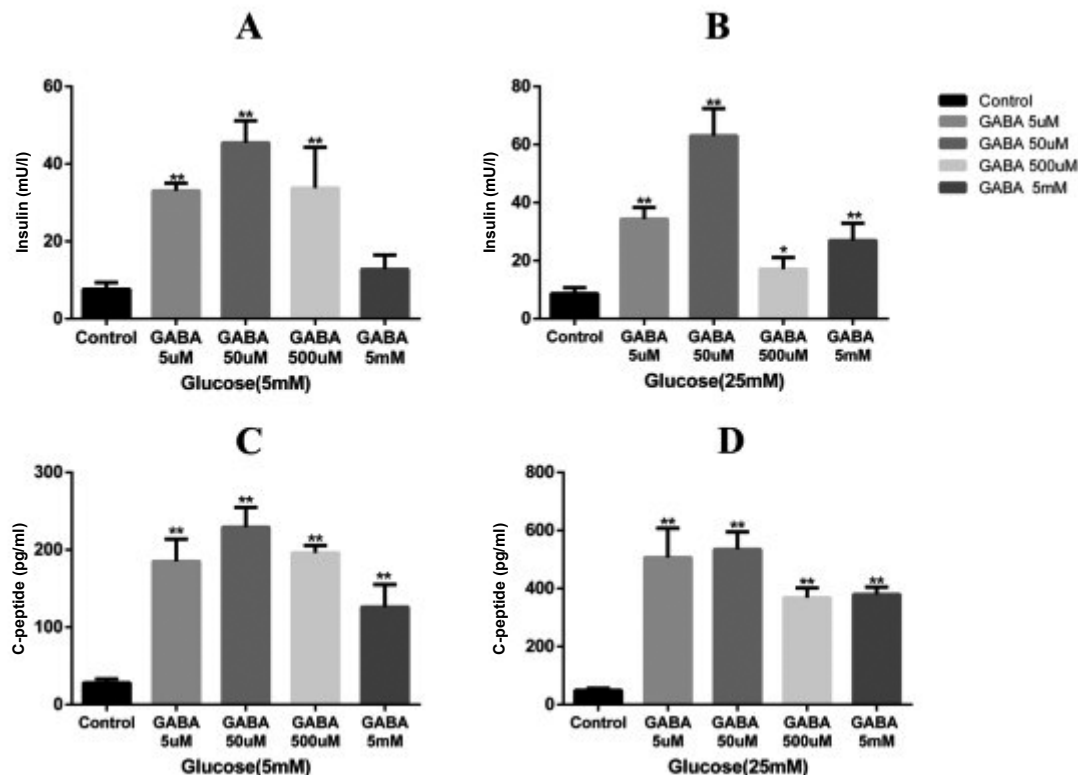 A
Insulin (mU/l)
60
40
20
0
**
**
**
Control
GABA 5uM
GABA 50uM
GABA 500uM
GABA 5mM
Glucose(5mM)
B
Insulin (mU/l)
80
60
40
20
0
**
**
*
**
Control
GABA 5uM
GABA 50uM
GABA 500uM
GABA 5mM
Glucose(25mM)
Control
GABA 5uM
GABA 50uM
GABA 500uM
GABA 5mM
C
C-peptide (pg/ml)
300
200
100
0
**
**
**
**
Control
GABA 5uM
GABA 50uM
GABA 500uM
GABA 5mM
Glucose(5mM)
D
C-peptide (pg/ml)
800
600
400
200
0
**
**
**
**
Control
GABA 5uM
GABA 50uM
GABA 500uM
GABA 5mM
Glucose(25mM)